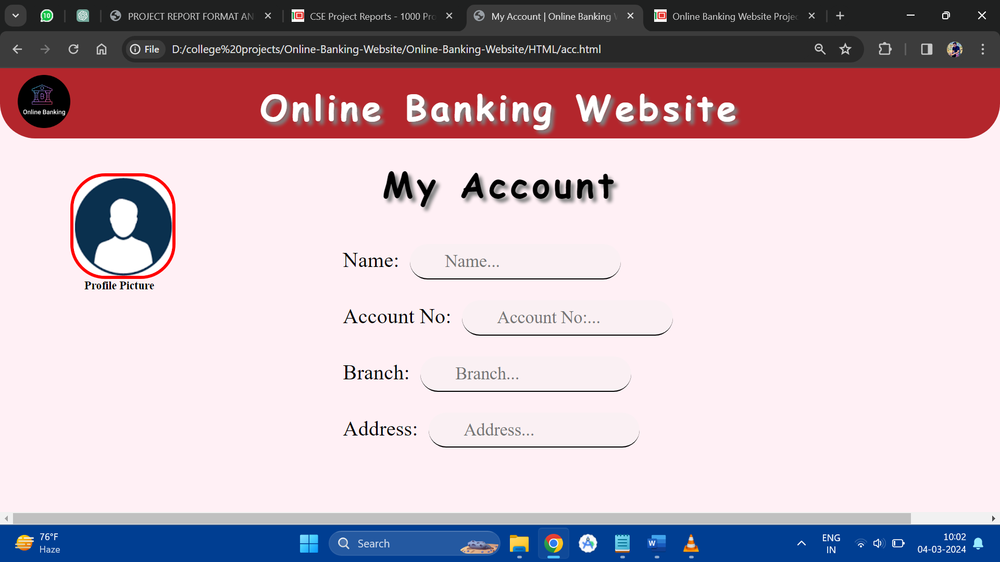 10
PROJECT REPORT FORMAT AN
CSE Project Reports - 1000 Pro
My Account | Online Banking W
Online Banking Website Projec
File
D:/college%20projects/Online-Banking-Website/Online-Banking-Website/HTML/acc.html
Online Banking
Online Banking Website
My Account
Profile Picture
Name: Name...
Account No: Account No:...
Branch: Branch...
Address: Address...
76°F
Haze
Search
W
ENG
IN
10:02
04-03-2024